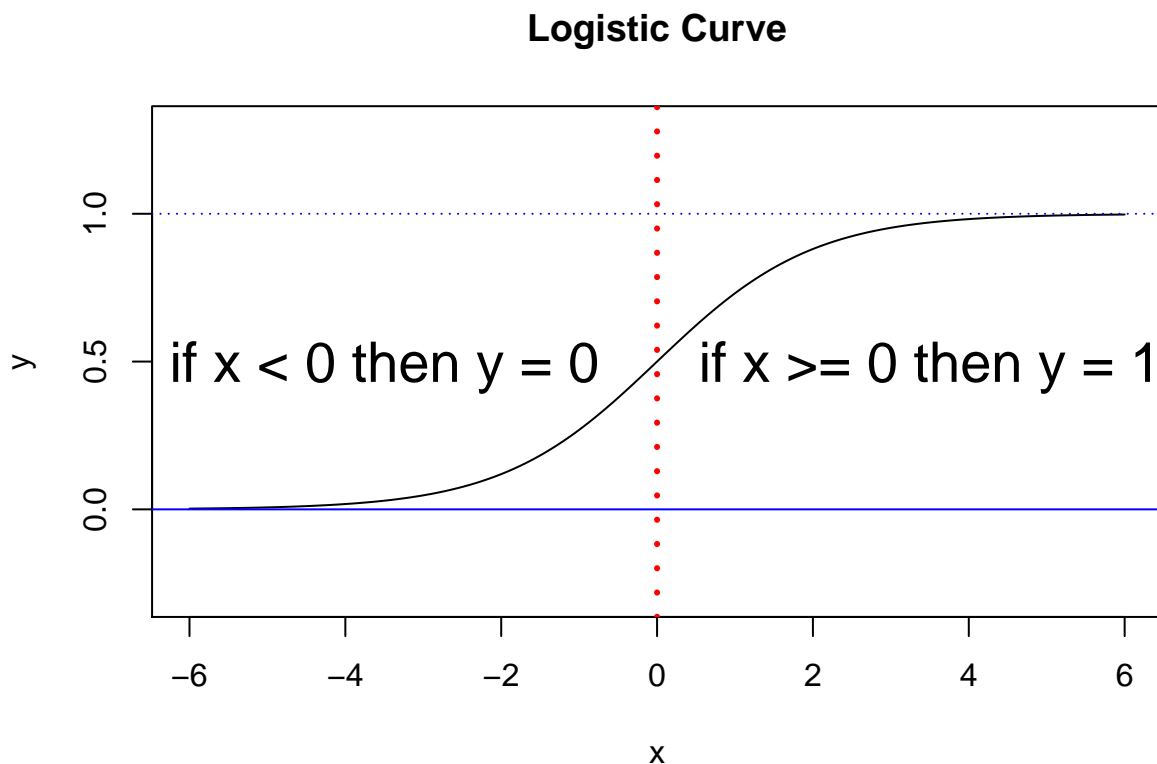 Logistic Curve
1.0
0.5
0.0
y
if x < 0 then y = 0
if x >= 0 then y = 1
−6
−4
−2
0
2
4
6
x